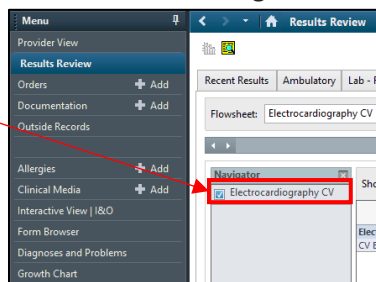 Menu
Provider View
Results Review
Orders + Add
Documentation + Add
Outside Records
Allergies + Add
Clinical Media + Add
Interactive View | I&O
Form Browser
Diagnoses and Problems
Growth Chart
Results Review
Recent Results Ambulatory Lab -
Flowsheet: Electrocardiography CV
Navigator
Electrocardiography CV
Sho
Elec
CV E